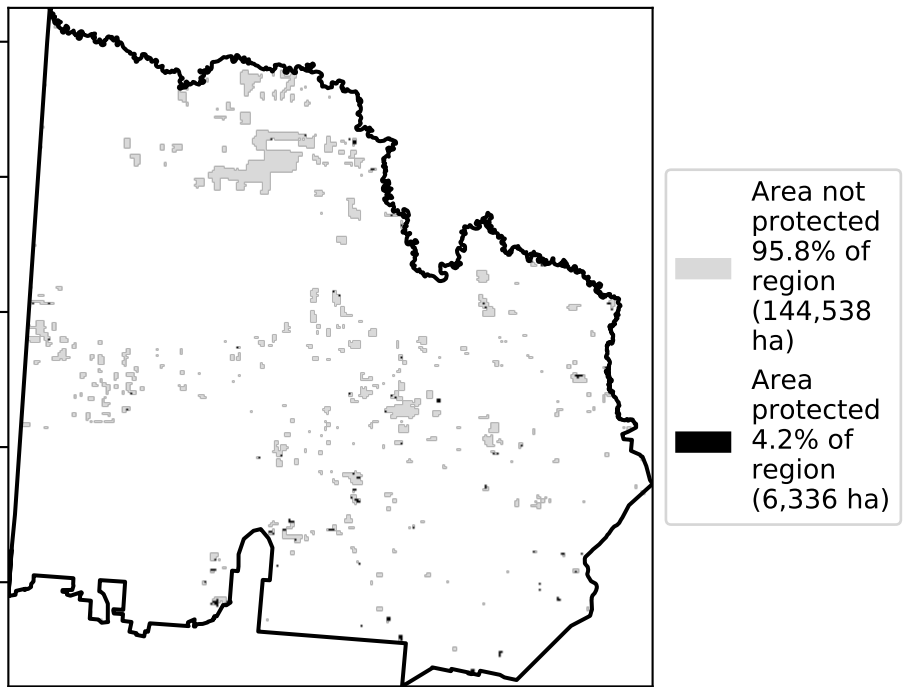 Area not
protected
95.8% of
region
(144,538
ha)
Area
protected
4.2% of
region
(6,336 ha)